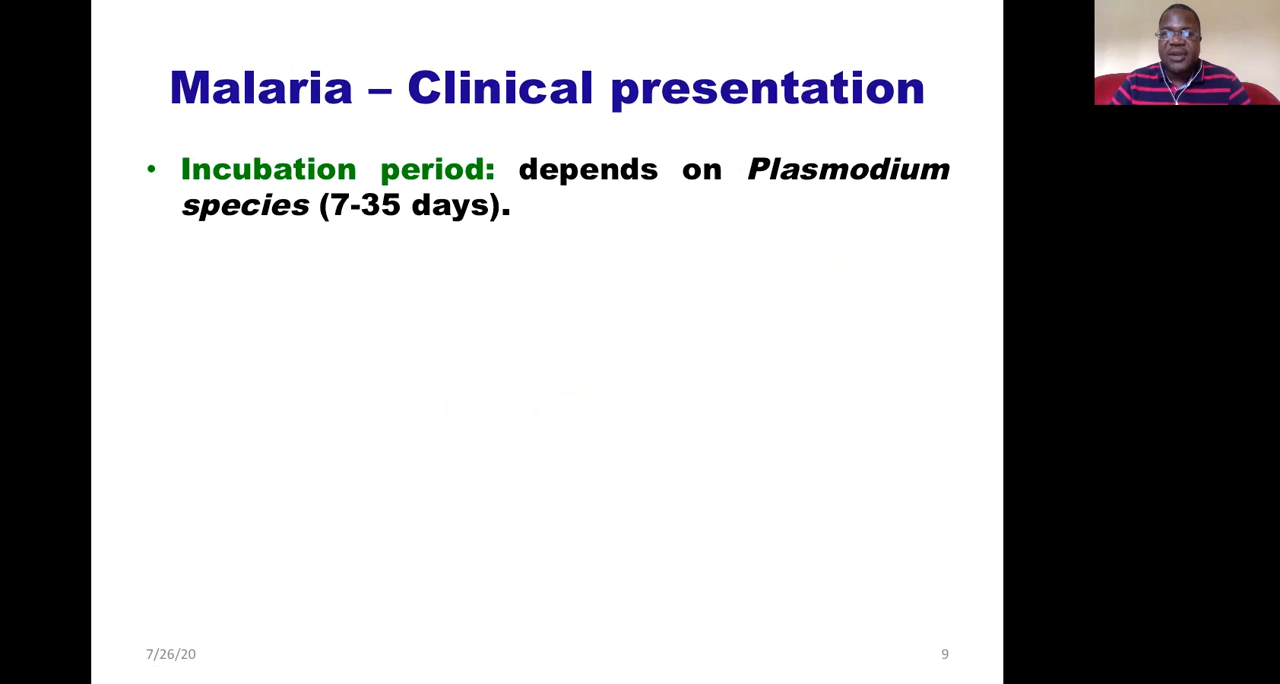 Malaria – Clinical presentation
• Incubation period: depends on Plasmodium
species (7-35 days).
7/26/20
9